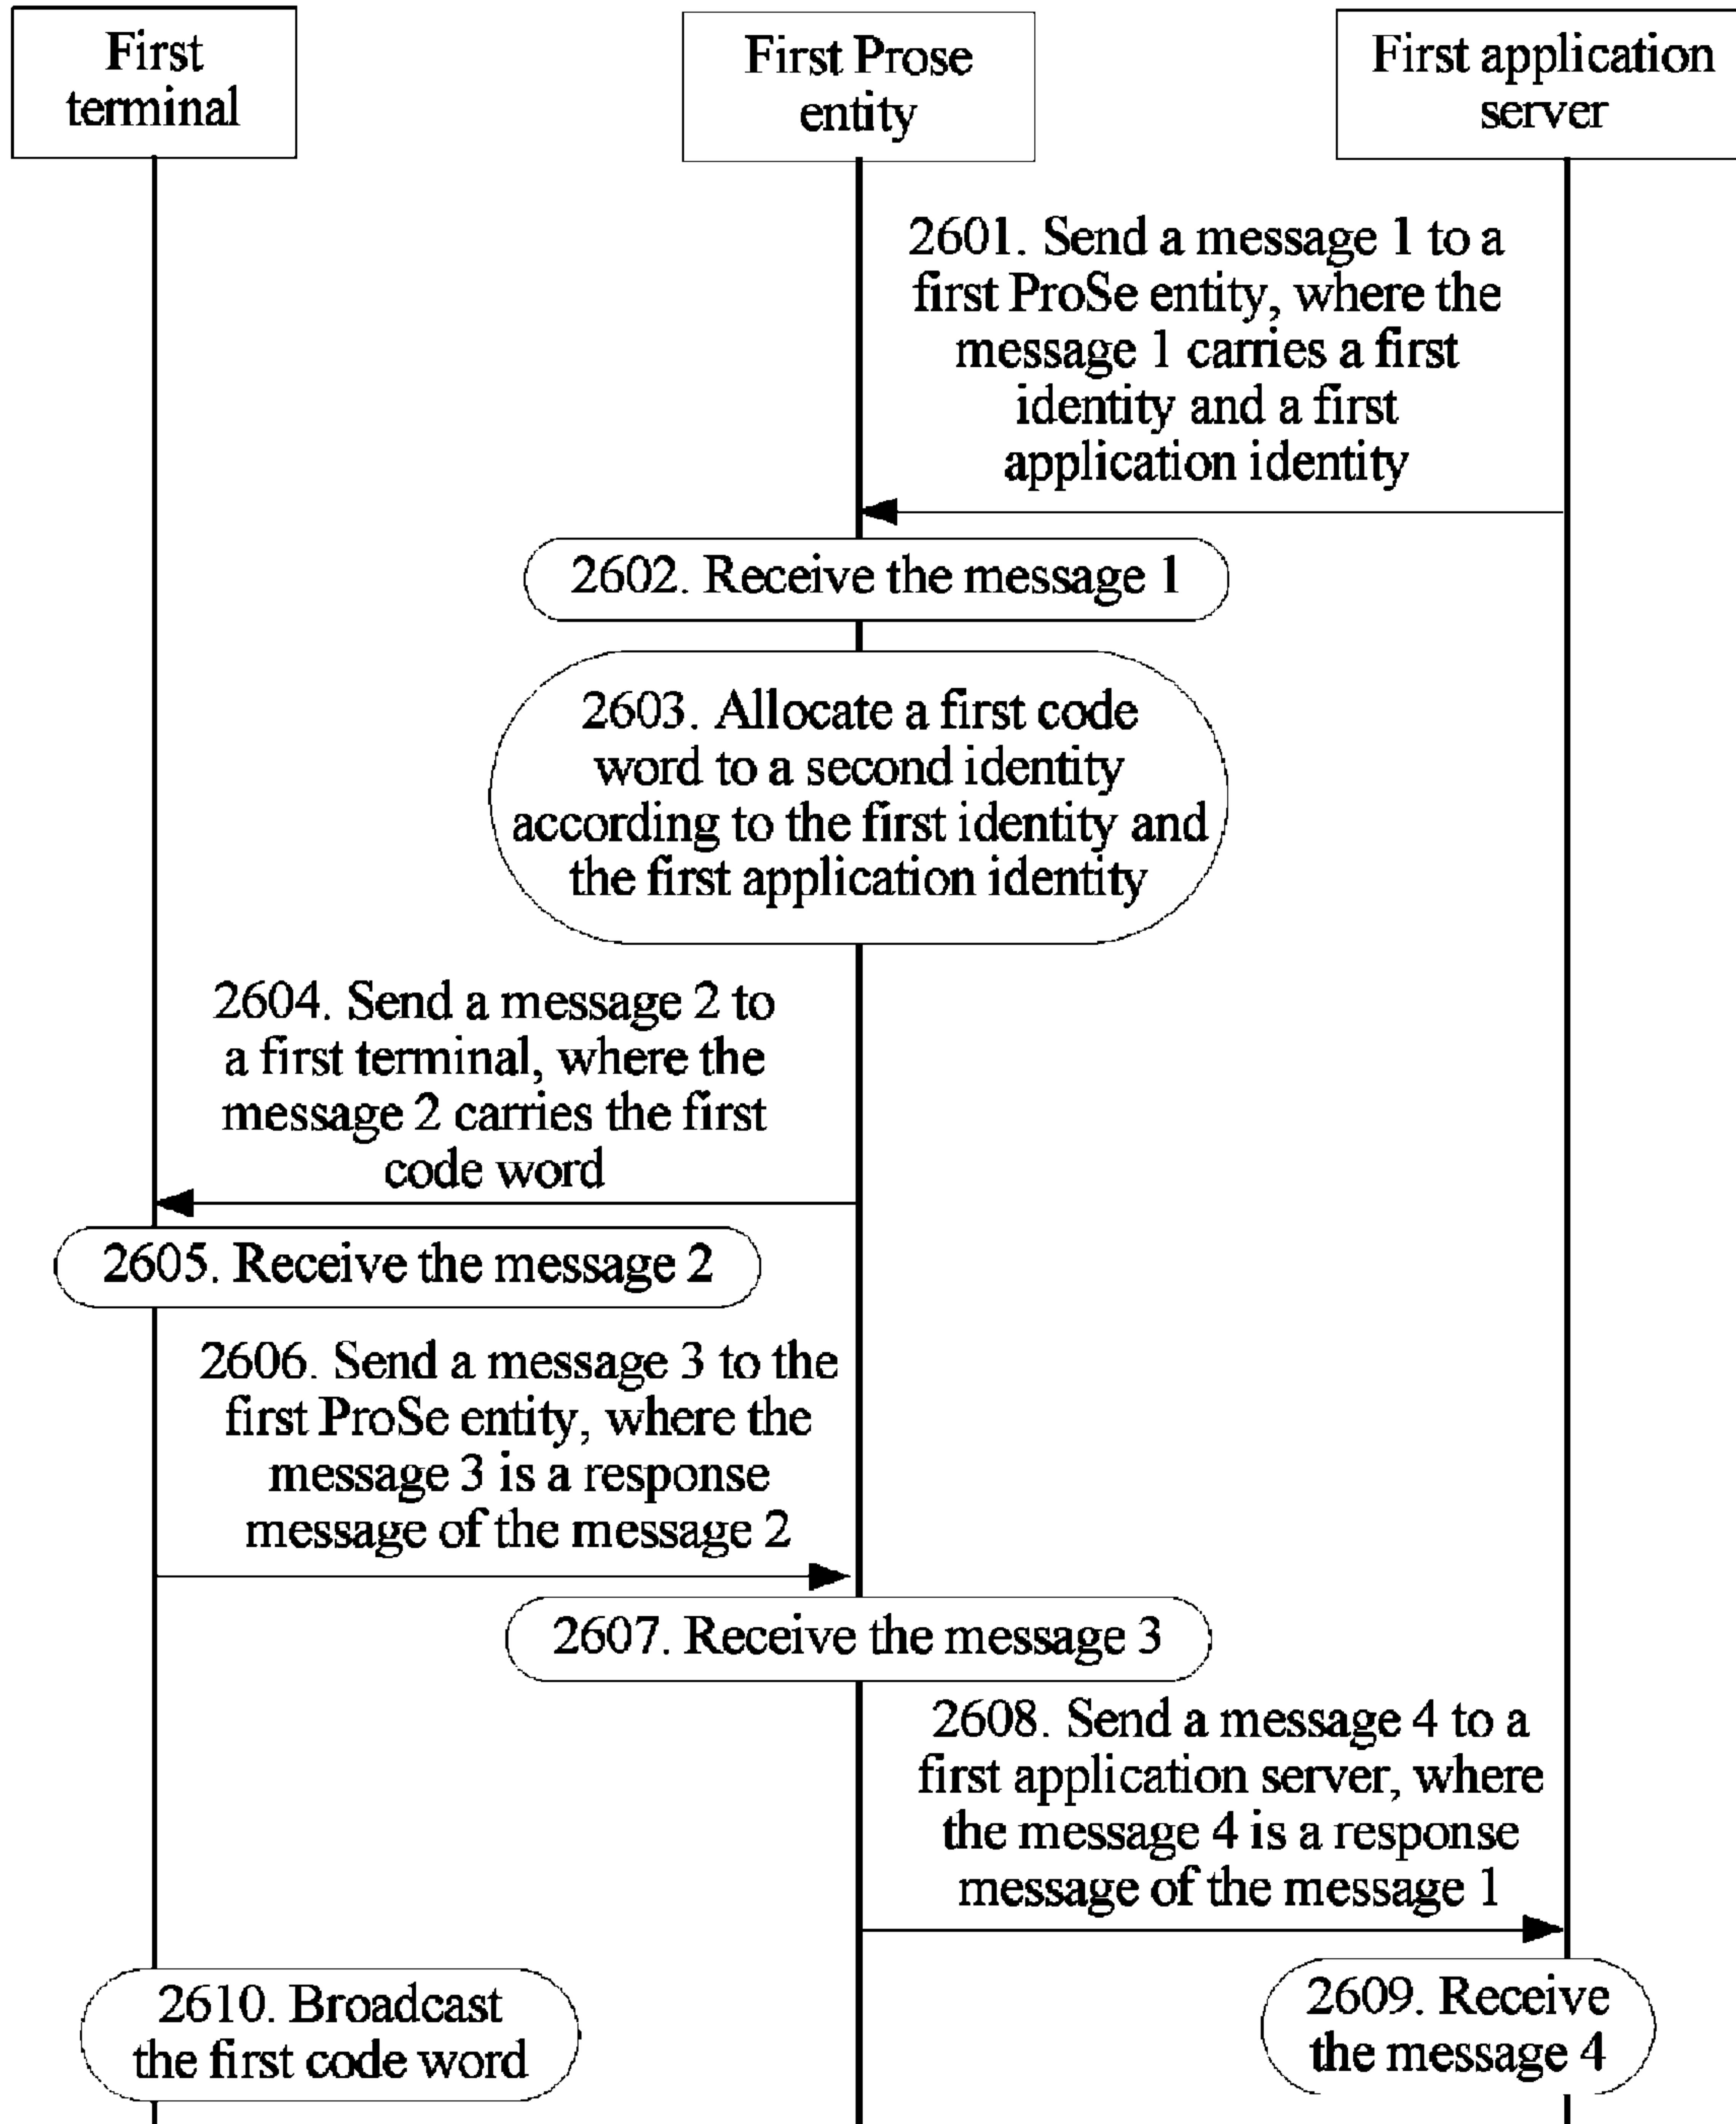 First
terminal
First Prose
entity
First application
server
2601. Send a message 1 to a
first ProSe entity, where the
message 1 carries a first
identity and a first
application identity
2602. Receive the message 1
2603. Allocate a first code
word to a second identity
according to the first identity and
the first application identity
2604. Send a message 2 to
a first terminal, where the
message 2 carries the first
code word
2605. Receive the message 2
2606. Send a message 3 to the
first ProSe entity, where the
message 3 is a response
message of the message 2
2607. Receive the message 3
2608. Send a message 4 to a
first application server, where
the message 4 is a response
message of the message 1
2610. Broadcast
the first code word
2609. Receive
the message 4